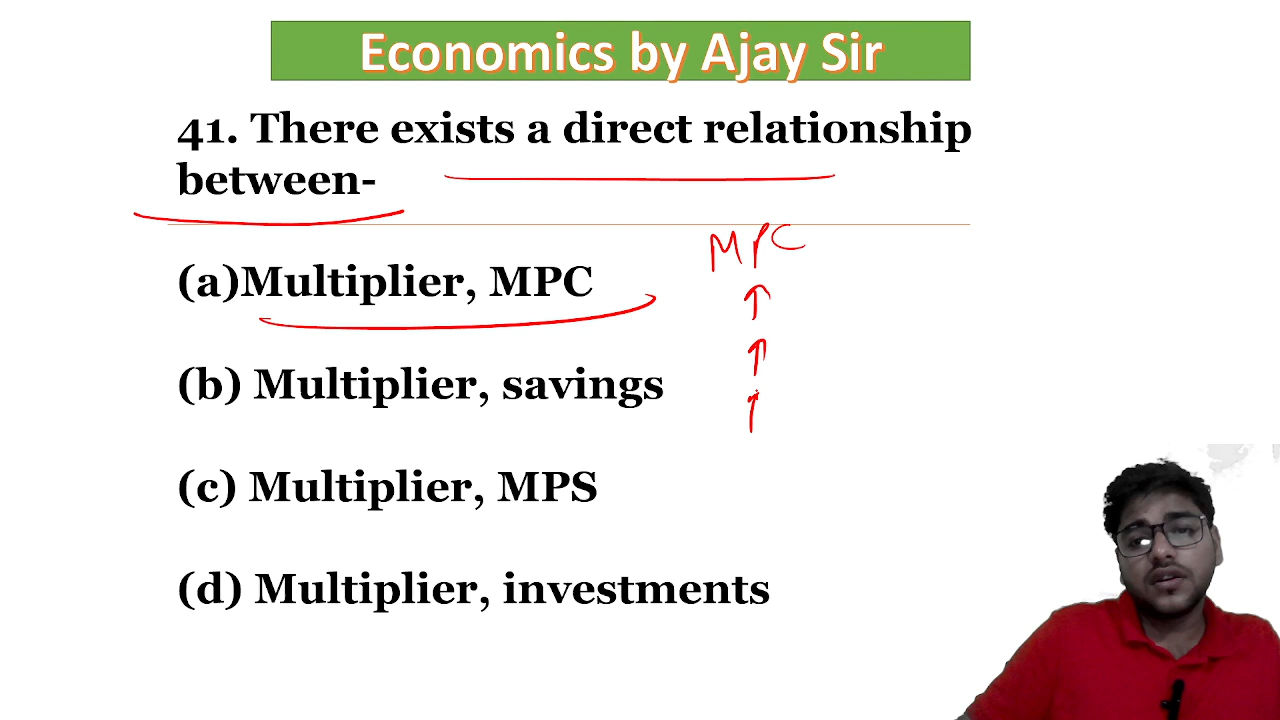 Economics by Ajay Sir
41. There exists a direct relationship
between-
MPC
(a)Multiplier, MPC
(b) Multiplier, savings
(c) Multiplier, MPS
(d) Multiplier, investments